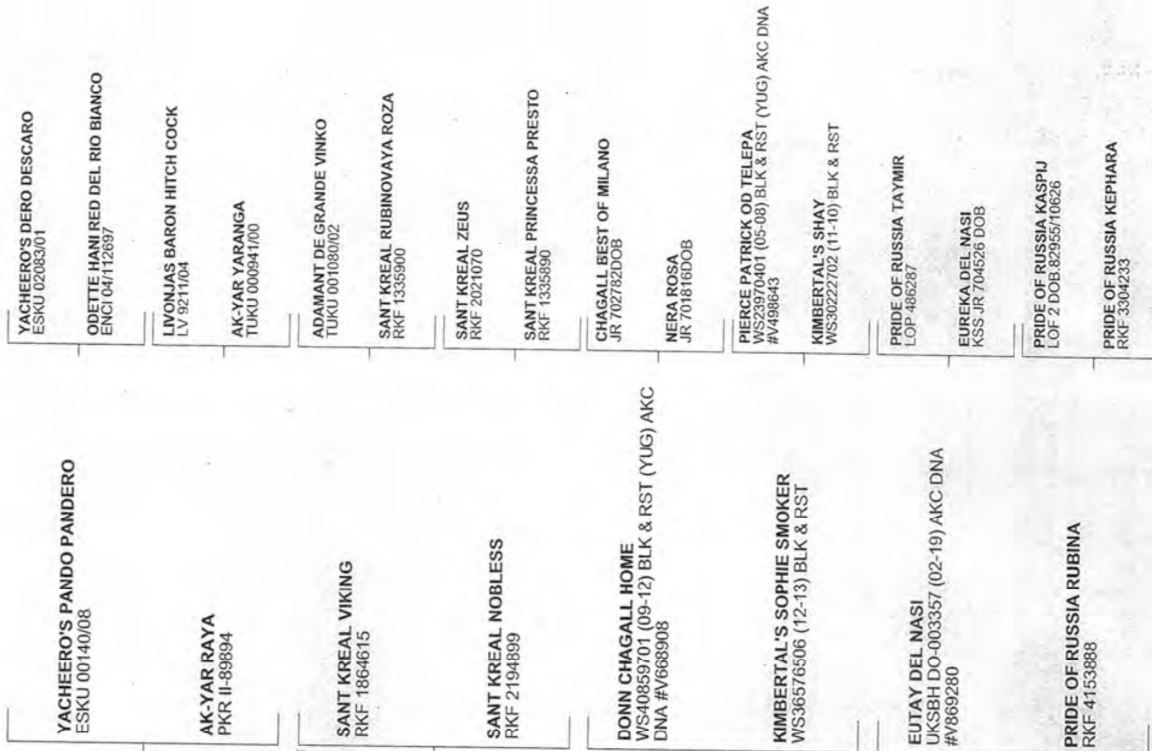 YACHEERO'S PANDO PANDERO
ESKU 00140/08
AK-YAR RAYA
PKR II-89894
SANT KREAL VIKING
RKF 1864615
SANT KREAL NOBLESS
RKF 2194899
DONN CHAGALL HOME
WS40859701 (09-12) BLK & RST (YUG) AKC
DNA #V668908
KIMBERTAL'S SOPHIE SMOKER
WS36576506 (12-13) BLK & RST
EUTAY DEL NASI
UKSBH DO-003357 (02-19) AKC DNA
#V869280
PRIDE OF RUSSIA RUBINA
RKF 4153888
YACHEERO'S DERO DESCARO
ESKU 02083/01
ODETTE HANI RED DEL RIO BIANCO
ENCI 04/112697
LIVONJAS BARON HITCH COCK
LV 9211/04
AK-YAR YARANGA
TUKU 000941/00
ADAMANT DE GRANDE VINKO
TUKU 001080/02
SANT KREAL RUBINOVAYA ROZA
RKF 1335900
SANT KREAL ZEUS
RKF 2021070
SANT KREAL PRINCESSA PRESTO
RKF 1335890
CHAGALL BEST OF MILANO
JR 702782DOB
NERA ROSA
JR 701816DOB
PIERCE PATRICK OD TELEPA
WS23970401 (05-08) BLK & RST (YUG) AKC DNA
#V498643
KIMBERTAL'S SHAY
WS30222702 (11-10) BLK & RST
PRIDE OF RUSSIA TAYMIR
LOP 486287
EUREKA DEL NASI
KSS-JR 704526 DOB
PRIDE OF RUSSIA KASPIJ
LOF 2 DOB.82955/10626
PRIDE OF RUSSIA KEPHARA
RKF 3304233